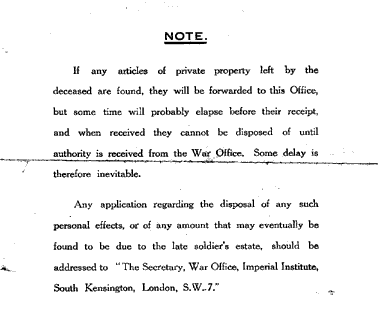 NOTE.
If any articles of private property left by the
deceased are found, they will be forwarded to this Office,
but some time will probably elapse before their receipt,
and when received they cannot be disposed of until
authority is received from the War Office. Some delay is
therefore inevitable.
Any application regarding the disposal of any such
personal effects, or of any amount that may eventually be
found to be due to the late soldier's estate, should be
addressed to "The Secretary, War Office, Imperial Institute,
South Kensington, London, S.W.7."